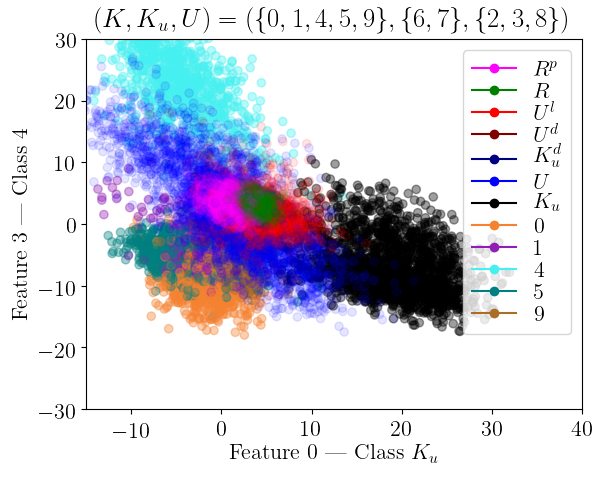 (K, K_u, U) = ({0, 1, 4, 5, 9}, {6, 7}, {2, 3, 8})
30
20
10
0
−10
−20
−30
Feature 3 — Class 4
R^p
R
U^l
U^d
K_u^d
U
K_u
0
1
4
5
9
−10
0
10
20
30
40
Feature 0 — Class K_u